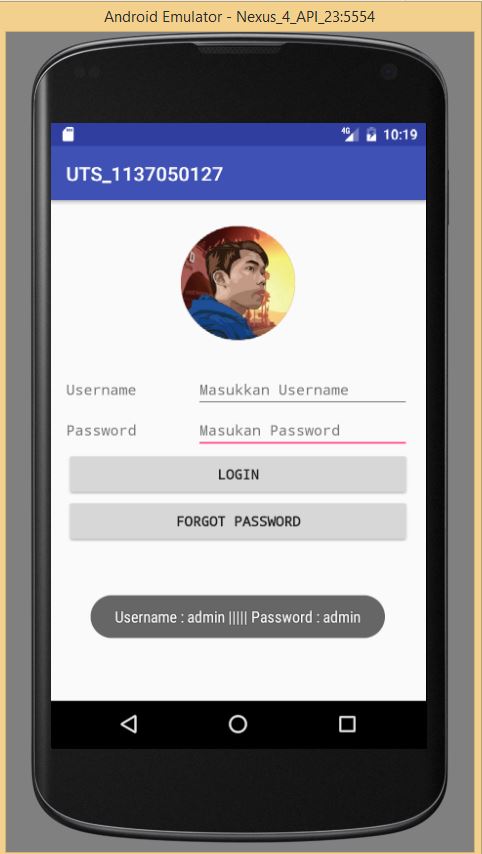 Android Emulator - Nexus_4_API_23:5554
4G 10:19
UTS_1137050127
Username Masukkan Username
Password Masukan Password
LOGIN
FORGOT PASSWORD
Username : admin ||||| Password : admin